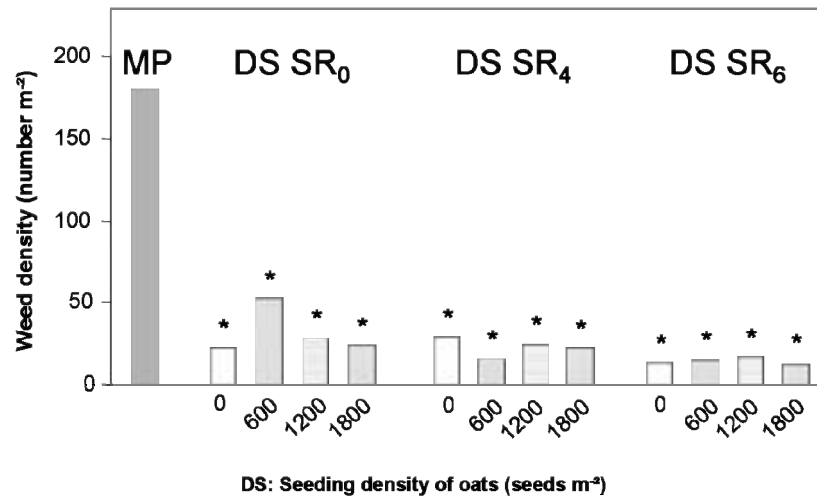 Weed density (number m⁻²)
200
150
100
50
0
MP
DS SR₀
DS SR₄
DS SR₆
* * * *
* * * *
* * * *
0 600 1200 1800
0 600 1200 1800
0 600 1200 1800
DS: Seeding density of oats (seeds m⁻²)